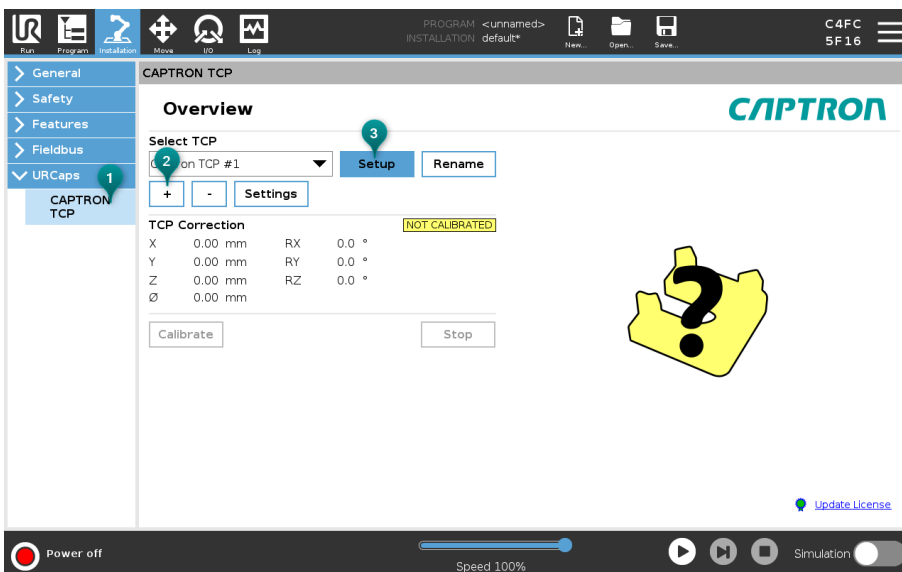 PROGRAM <unnamed>
INSTALLATION default*
C4FC
5F16
Run Program Installation Move I/O Log New... Open... Save...
General
Safety
Features
Fieldbus
URCaps
CAPTRON
TCP
1
CAPTRON TCP
Overview
CAPTRON
Select TCP
on TCP #1
2
3
Setup
Rename
+
-
Settings
TCP Correction
NOT CALIBRATED
X 0.00 mm RX 0.0 °
Y 0.00 mm RY 0.0 °
Z 0.00 mm RZ 0.0 °
Ø 0.00 mm
Calibrate
Stop
?
Update License
Power off
Speed 100%
Simulation